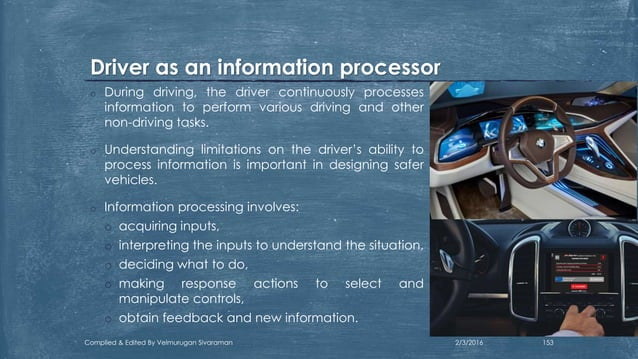 Driver as an information processor
o During driving, the driver continuously processes
information to perform various driving and other
non-driving tasks.
o Understanding limitations on the driver's ability to
process information is important in designing safer
vehicles.
o Information processing involves:
o acquiring inputs,
o interpreting the inputs to understand the situation,
o deciding what to do,
o making response actions to select and
manipulate controls,
o obtain feedback and new information.
Complied & Edited By Velmurugan Sivaraman 2/3/2016 153